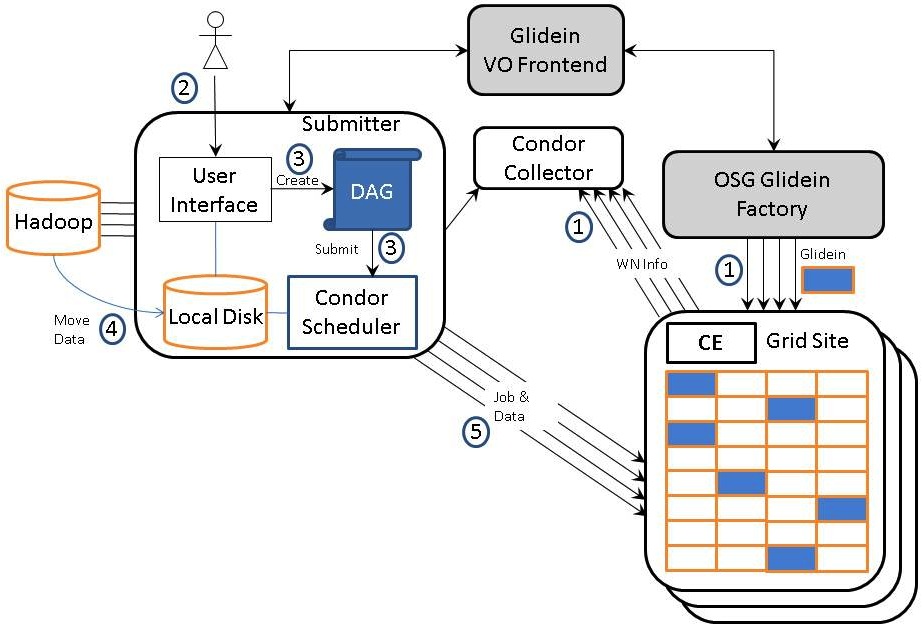 Glidein
VO Frontend
2
Submitter
Condor
Collector
User
Interface
3
Create
DAG
OSG Glidein
Factory
Hadoop
Submit
3
1
WN Info
1
Glidein
Local Disk
Condor
Scheduler
Move
Data
4
CE
Grid Site
Job &
Data
5